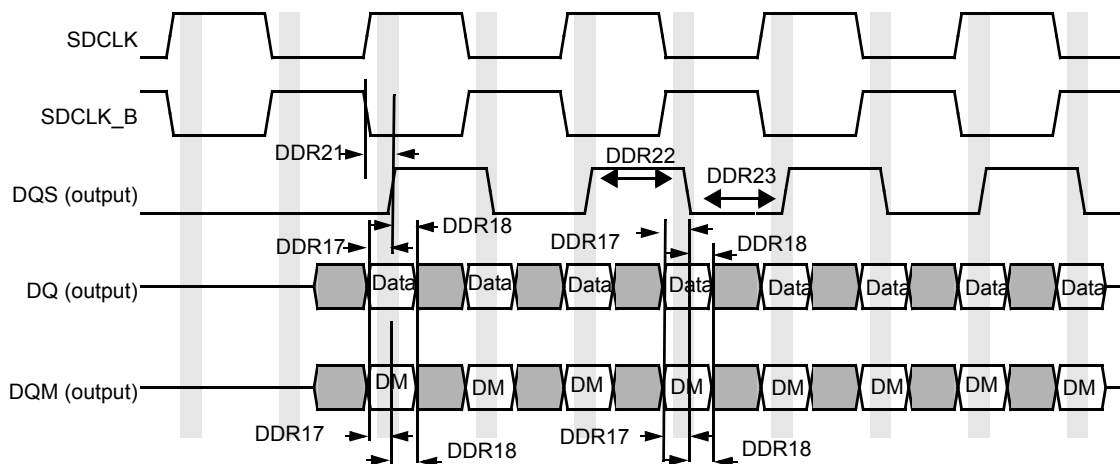 SDCLK
SDCLK_B
DDR21
DDR22
DDR23
DQS (output)
DDR18
DDR17
DDR17
DDR18
DQ (output)
Data Data Data Data Data Data Data Data
DQM (output)
DM DM DM DM DM DM DM DM
DDR17
DDR17
DDR18
DDR18